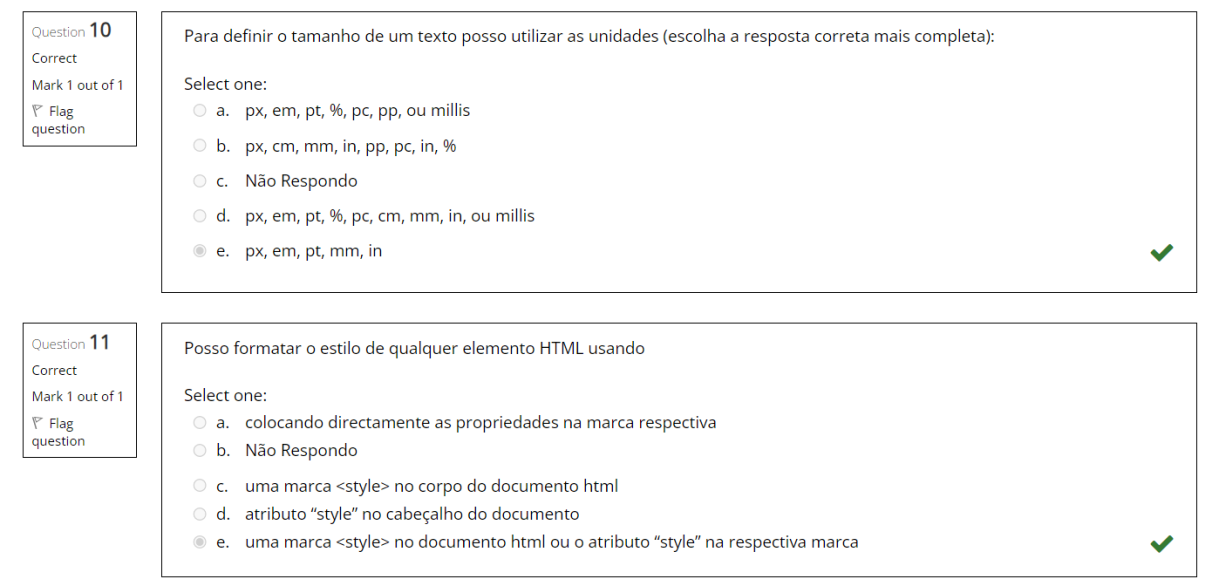 Question 10
Correct
Mark 1 out of 1
Flag
question
Para definir o tamanho de um texto posso utilizar as unidades (escolha a resposta correta mais completa):
Select one:
a. px, em, pt, %, pc, pp, ou millis
b. px, cm, mm, in, pp, pc, in, %
c. Não Respondo
d. px, em, pt, %, pc, cm, mm, in, ou millis
e. px, em, pt, mm, in
Question 11
Correct
Mark 1 out of 1
Flag
question
Posso formatar o estilo de qualquer elemento HTML usando
Select one:
a. colocando directamente as propriedades na marca respectiva
b. Não Respondo
c. uma marca <style> no corpo do documento html
d. atributo “style” no cabeçalho do documento
e. uma marca <style> no documento html ou o atributo “style” na respectiva marca